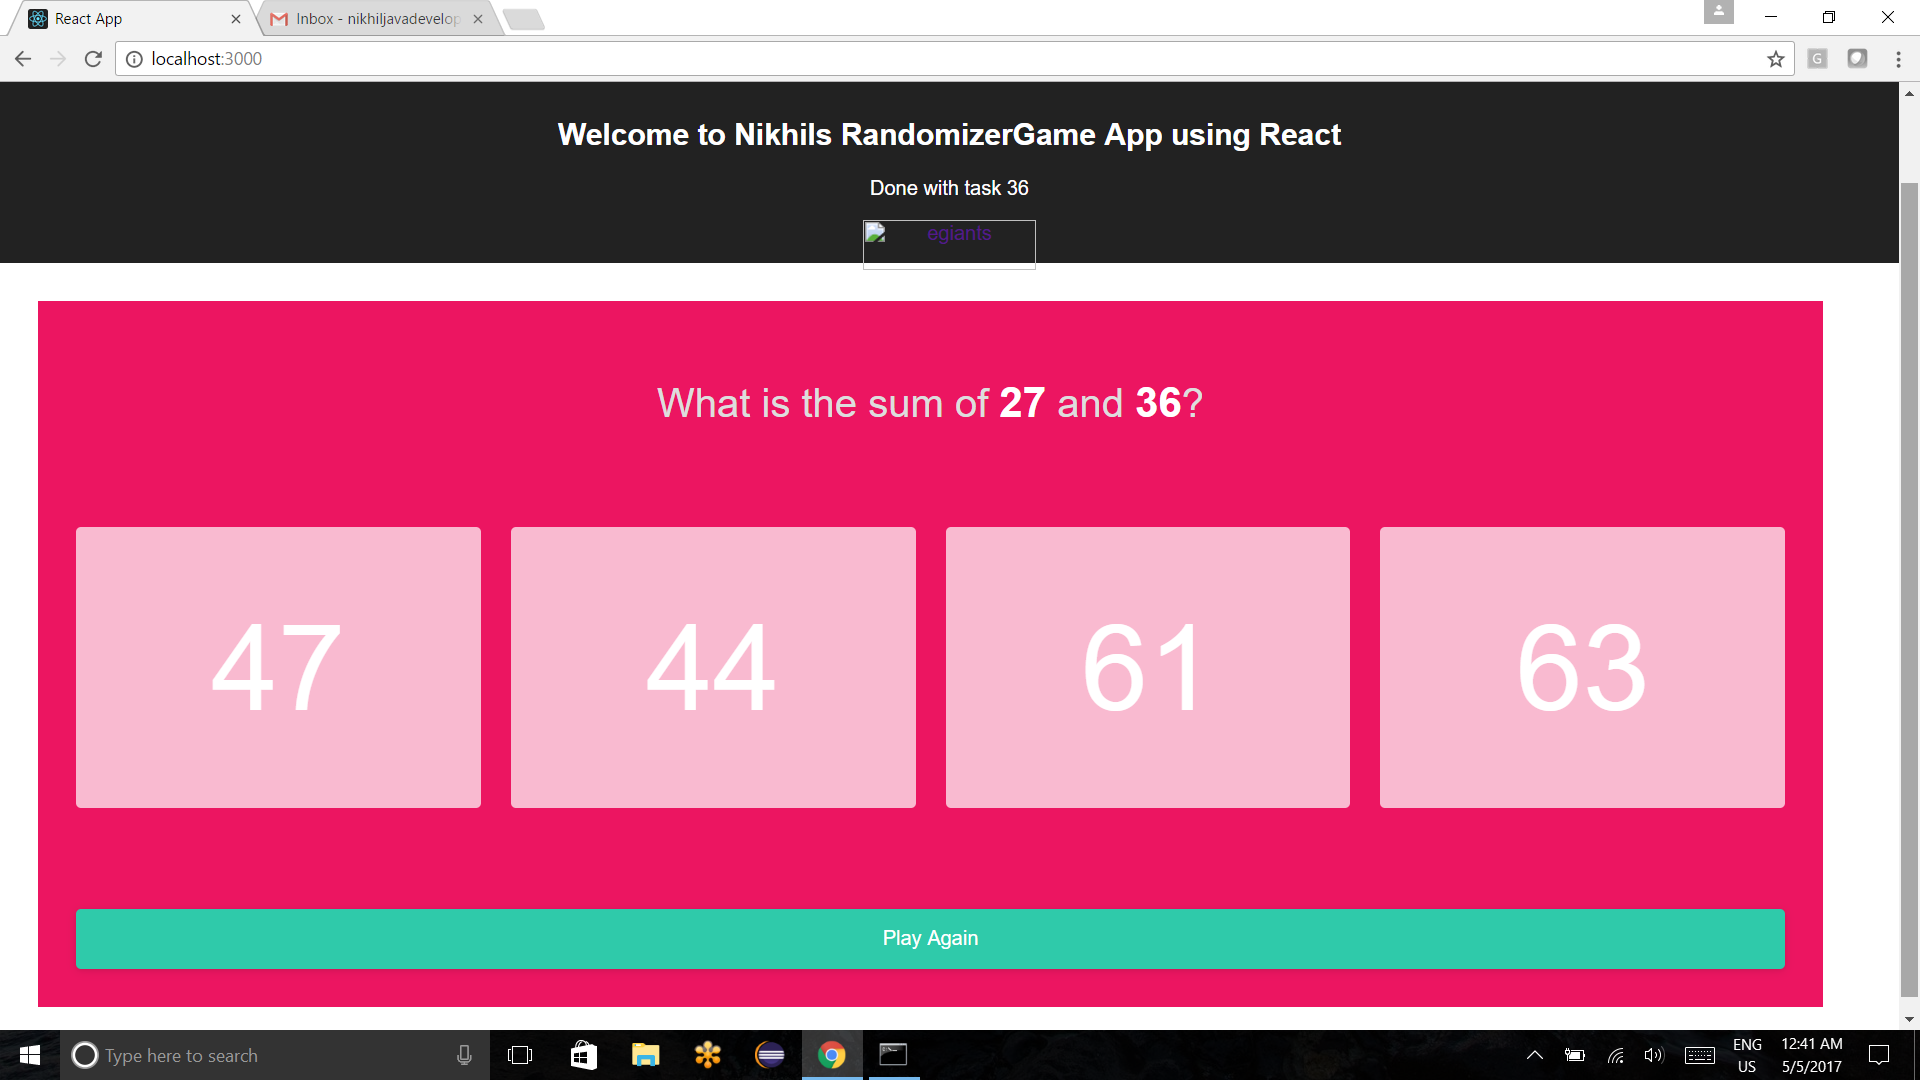 React App
Inbox - nikhiljavadevelop
localhost:3000
G
Welcome to Nikhils RandomizerGame App using React
Done with task 36
egiants
What is the sum of 27 and 36?
47 44 61 63
Play Again
Type here to search
ENG 12:41 AM
US 5/5/2017